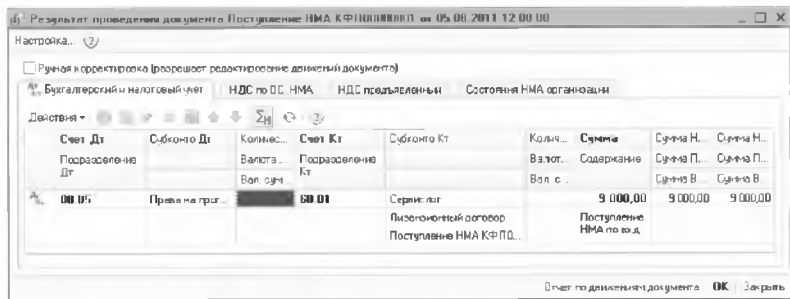 Результат проведения документа Поступление НМА КФП00000001 от 05.08.2011 12:00:00
Настройка...
Ручная корректировка (разрешает редактирование движений документа)
Бухгалтерский и налоговый учет НДС по ОС, НМА НДС предъявленный Состояния НМА организации
Действия
Счет Дт Субконто Дт Количес... Счет Кт Субконто Кт Колич... Сумма Сумма Н... Сумма Н...
Подразделение Дт Валюта ... Подразделение Кт Валют... Содержание Сумма П... Сумма П...
Вал. сум... Вал. с... Сумма В... Сумма В...
08.05 Права на прог... 60.01 Сервислог 9 000,00 9 000,00 9 000,00
Лицензионный договор Поступление НМА по вх.д.
Поступление НМА КФП0...
Отчет по движениям документа OK Закрыть